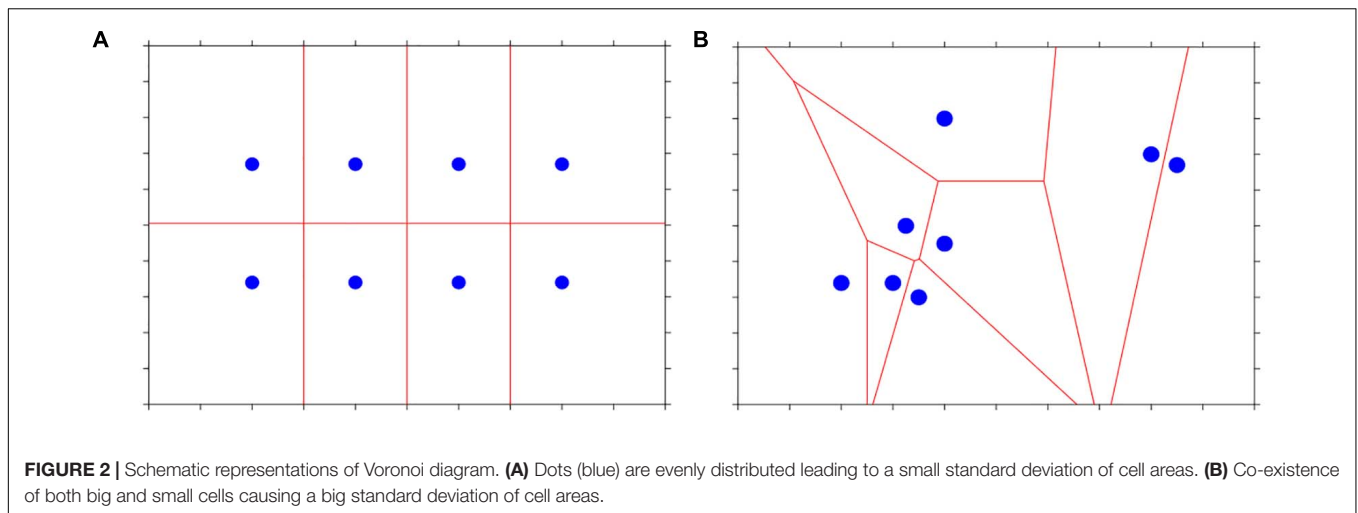 A
B
FIGURE 2 | Schematic representations of Voronoi diagram. (A) Dots (blue) are evenly distributed leading to a small standard deviation of cell areas. (B) Co-existence
of both big and small cells causing a big standard deviation of cell areas.